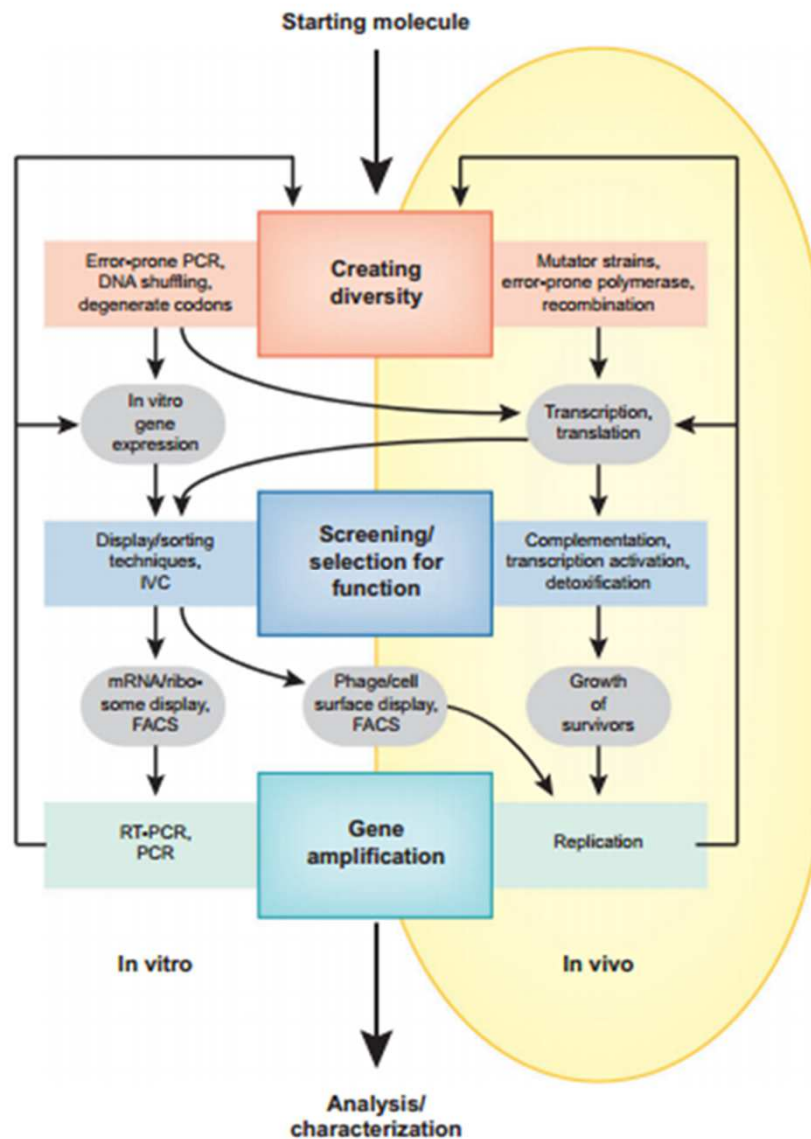 Starting molecule
Error-prone PCR,
DNA shuffling,
degenerate codons
Creating
diversity
Mutator strains,
error-prone polymerase,
recombination
In vitro
gene
expression
Transcription,
translation
Display/sorting
techniques,
IVC
Screening/
selection for
function
Complementation,
transcription activation,
detoxification
mRNA/ribo-
some display,
FACS
Phage/cell
surface display,
FACS
Growth
of
survivors
RT-PCR,
PCR
Gene
amplification
Replication
In vitro
In vivo
Analysis/
characterization